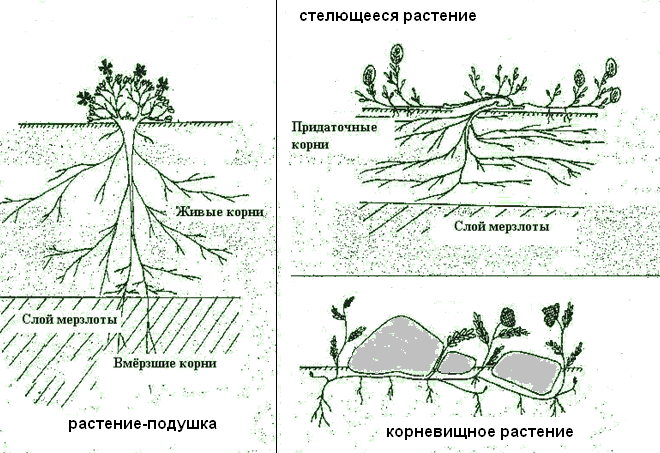 стелющееся растение
Придаточные
корни
Живые корни
Слой мерзлоты
Слой мерзлоты
Вмёрзшие корни
растение-подушка
корневищное растение